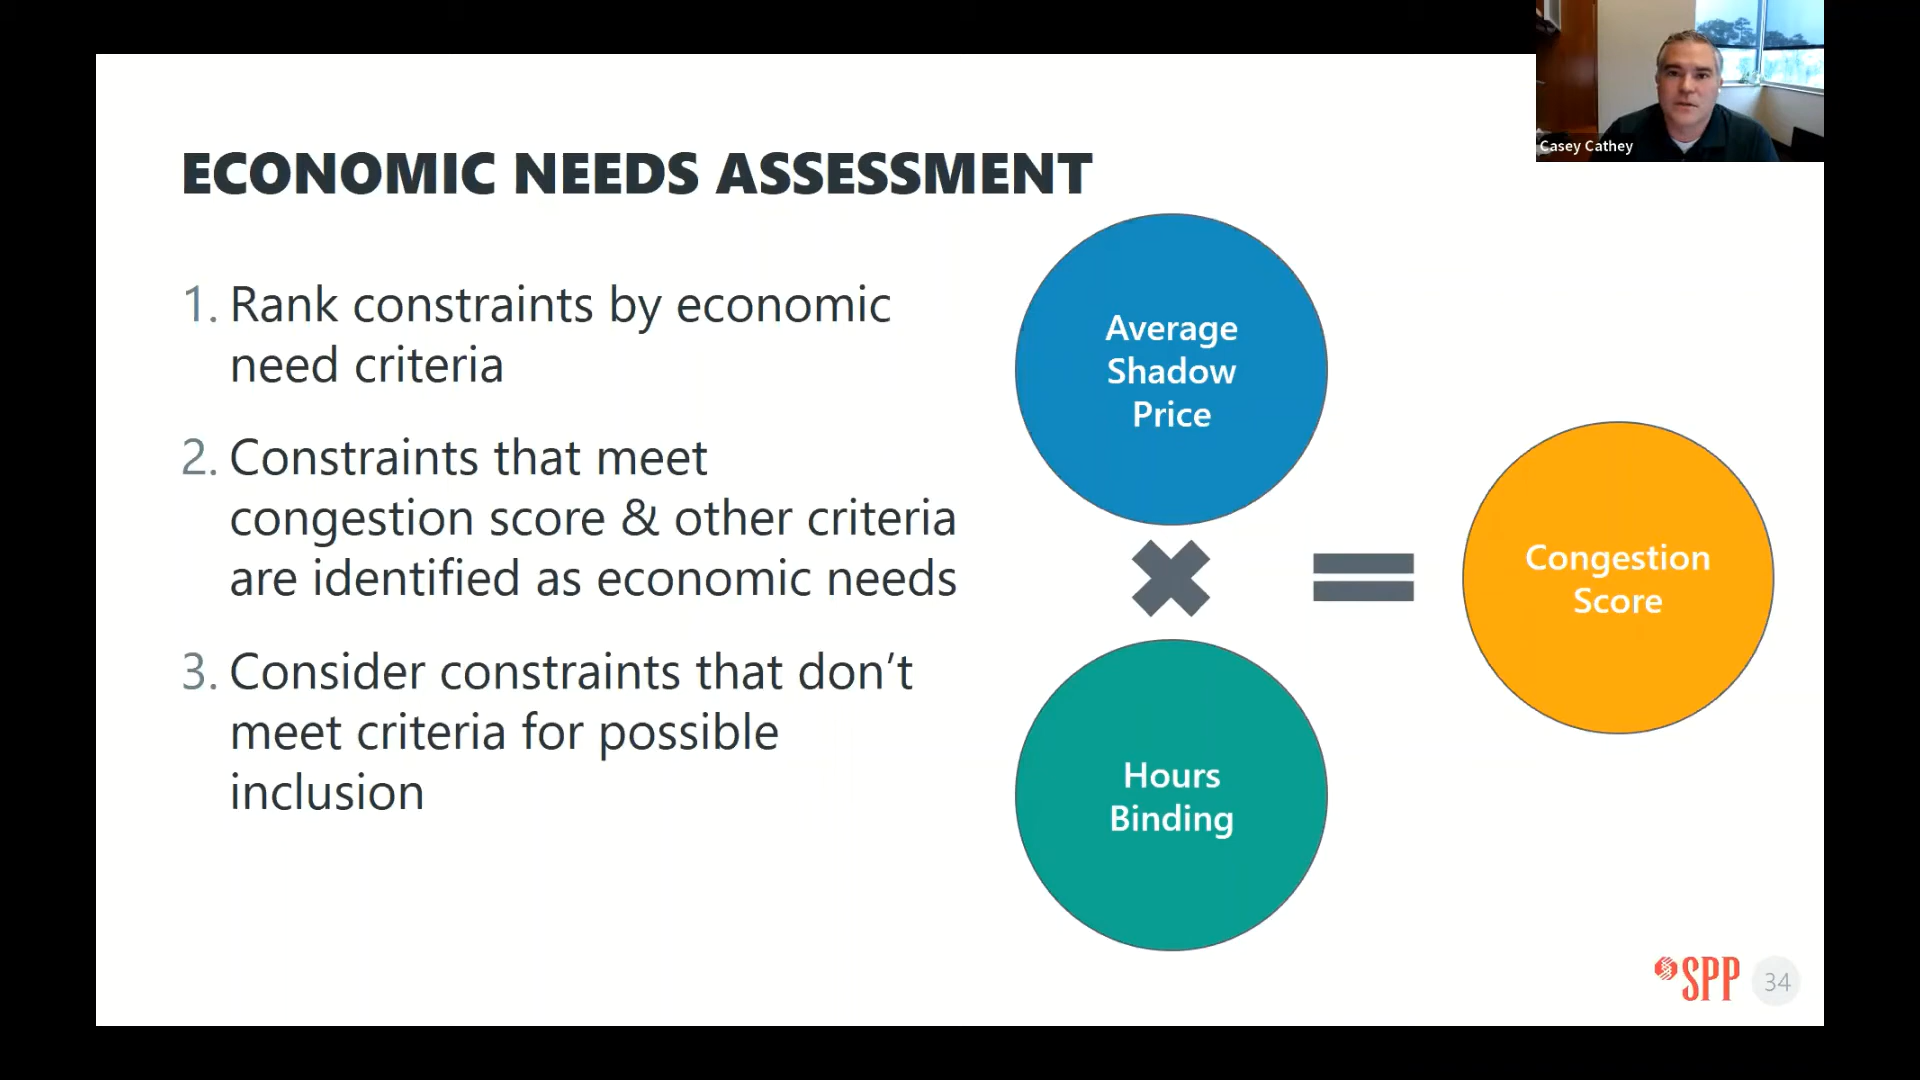 Casey Cathey
ECONOMIC NEEDS ASSESSMENT
1. Rank constraints by economic
need criteria
2. Constraints that meet
congestion score & other criteria
are identified as economic needs
3. Consider constraints that don’t
meet criteria for possible
inclusion
Average
Shadow
Price
Hours
Binding
Congestion
Score
SPP
34